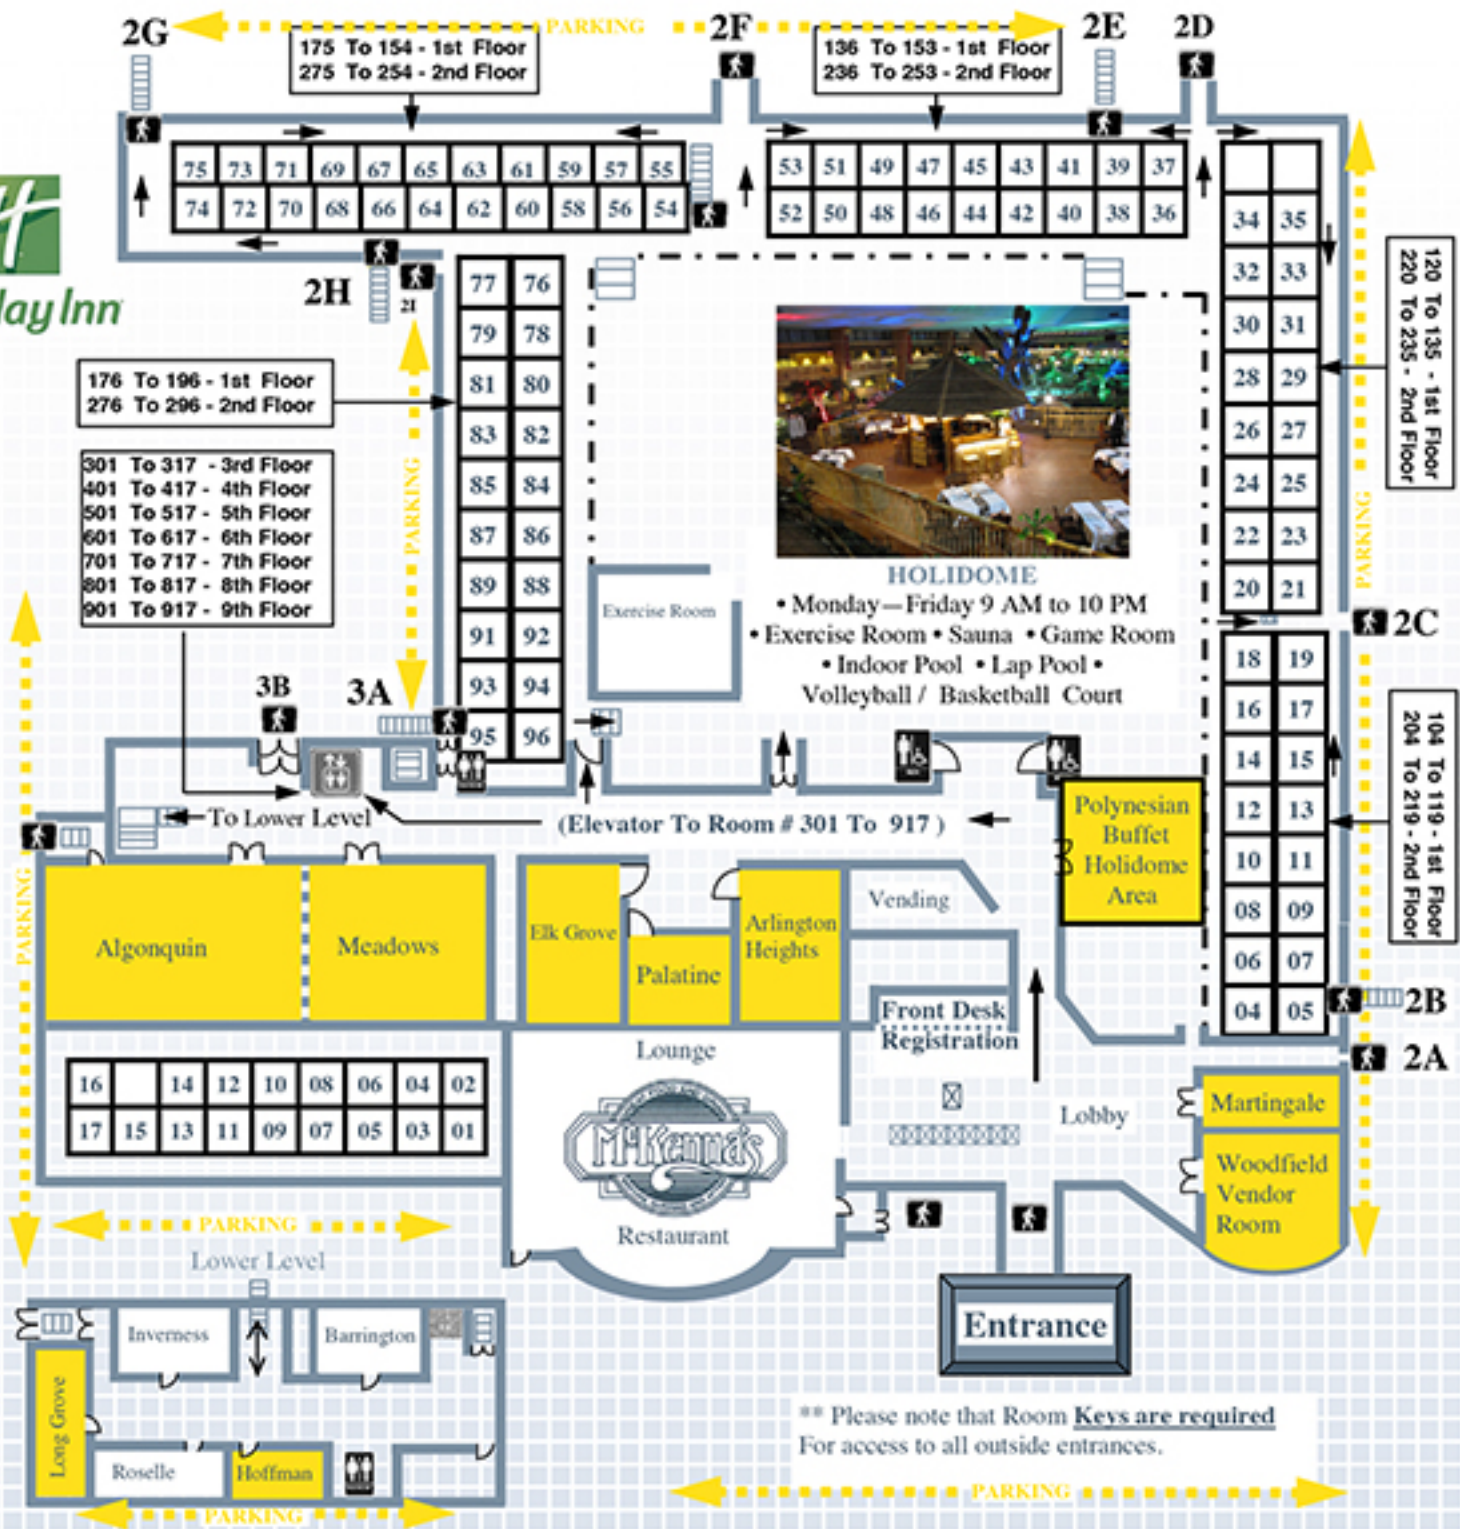 2G
PARKING
2F
2E
2D
175 To 154 - 1st Floor
275 To 254 - 2nd Floor
136 To 153 - 1st Floor
236 To 253 - 2nd Floor
75 73 71 69 67 65 63 61 59 57 55
74 72 70 68 66 64 62 60 58 56 54
53 51 49 47 45 43 41 39 37
52 50 48 46 44 42 40 38 36
H
lay Inn
2H
2I
77 76
79 78
81 80
83 82
85 84
87 86
89 88
91 92
93 94
95 96
34 35
32 33
30 31
28 29
26 27
24 25
22 23
20 21
120 To 135 - 1st Floor
220 To 235 - 2nd Floor
PARKING
176 To 196 - 1st Floor
276 To 296 - 2nd Floor
301 To 317 - 3rd Floor
401 To 417 - 4th Floor
501 To 517 - 5th Floor
601 To 617 - 6th Floor
701 To 717 - 7th Floor
801 To 817 - 8th Floor
901 To 917 - 9th Floor
PARKING
Exercise Room
HOLIDOME
• Monday—Friday 9 AM to 10 PM
• Exercise Room • Sauna • Game Room
• Indoor Pool • Lap Pool •
Volleyball / Basketball Court
2C
18 19
16 17
14 15
12 13
10 11
08 09
06 07
04 05
104 To 119 - 1st Floor
204 To 219 - 2nd Floor
3B
3A
To Lower Level
(Elevator To Room # 301 To 917 )
Polynesian
Buffet
Holidome
Area
PARKING
Algonquin
Meadows
Elk Grove
Palatine
Arlington
Heights
Vending
Front Desk
Registration
2B
2A
16 14 12 10 08 06 04 02
17 15 13 11 09 07 05 03 01
Lounge
McKenna's
Restaurant
Lobby
Martingale
Woodfield
Vendor
Room
PARKING
Lower Level
Inverness
Barrington
Long Grove
Roselle
Hoffman
PARKING
Entrance
** Please note that Room Keys are required
For access to all outside entrances.
PARKING